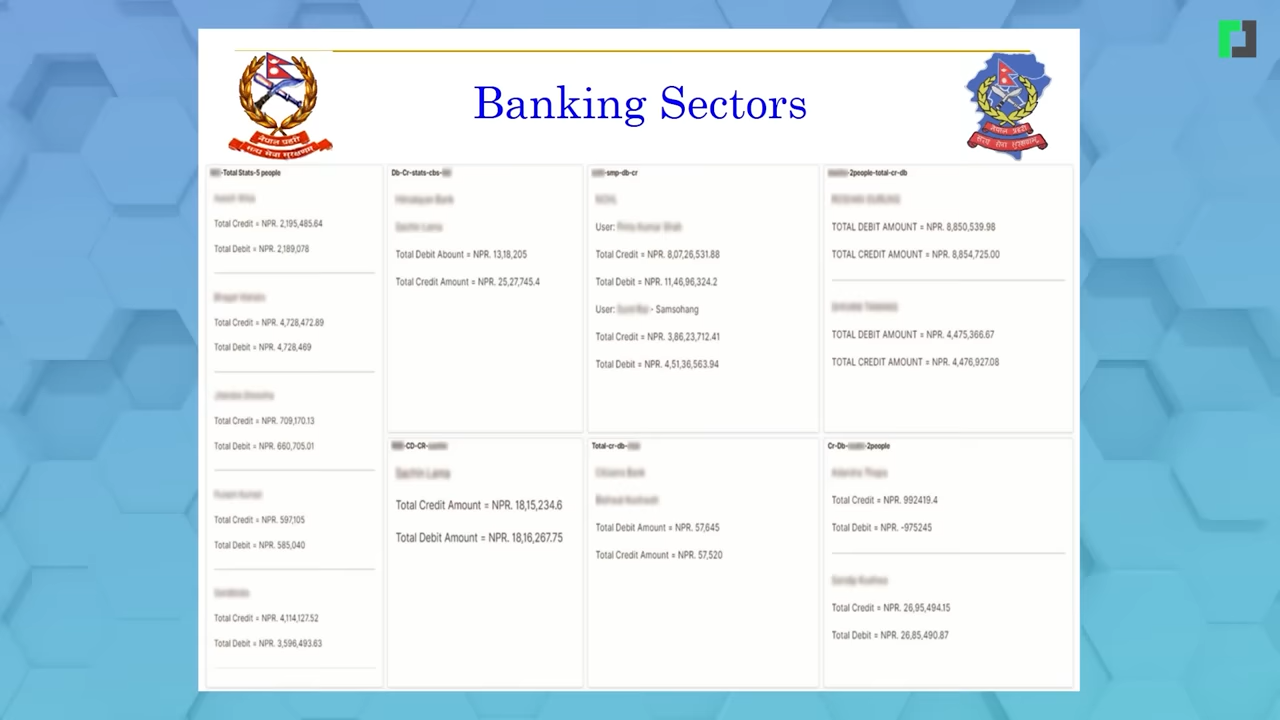 नेपाल प्रहरी
सत्य सेवा सुरक्षणम्
Banking Sectors
नेपाल प्रहरी
सत्य सेवा सुरक्षणम्
-Total Stats-5 people
Total Credit = NPR. 2,195,485.64
Total Debit = NPR. 2,189,078
Total Credit = NPR. 4,728,472.89
Total Debit = NPR. 4,728,469
Total Credit = NPR. 709,170.13
Total Debit = NPR. 660,705.01
Total Credit = NPR. 597,105
Total Debit = NPR. 585,040
Total Credit = NPR. 4,114,127.52
Total Debit = NPR. 3,596,493.63
Db-Cr-stats-cbs-
Total Debit Abount = NPR. 13,18,205
Total Credit Amount = NPR. 25,27,745.4
-smp-db-cr
User:
Total Credit = NPR. 8,07,26,531.88
Total Debit = NPR. 11,46,96,324.2
User: - Samsohang
Total Credit = NPR. 3,86,23,712.41
Total Debit = NPR. 4,51,36,563.94
-2people-total-cr-db
TOTAL DEBIT AMOUNT = NPR. 8,850,539.98
TOTAL CREDIT AMOUNT = NPR. 8,854,725.00
TOTAL DEBIT AMOUNT = NPR. 4,475,366.67
TOTAL CREDIT AMOUNT = NPR. 4,476,927.08
-CD-CR-
Total Credit Amount = NPR. 18,15,234.6
Total Debit Amount = NPR. 18,16,267.75
Total-cr-db-
Total Debit Amount = NPR. 57,645
Total Credit Amount = NPR. 57,520
Cr-Db- -2people
Total Credit = NPR. 992419.4
Total Debit = NPR. -975245
Total Credit = NPR. 26,95,494.15
Total Debit = NPR. 26,85,490.87